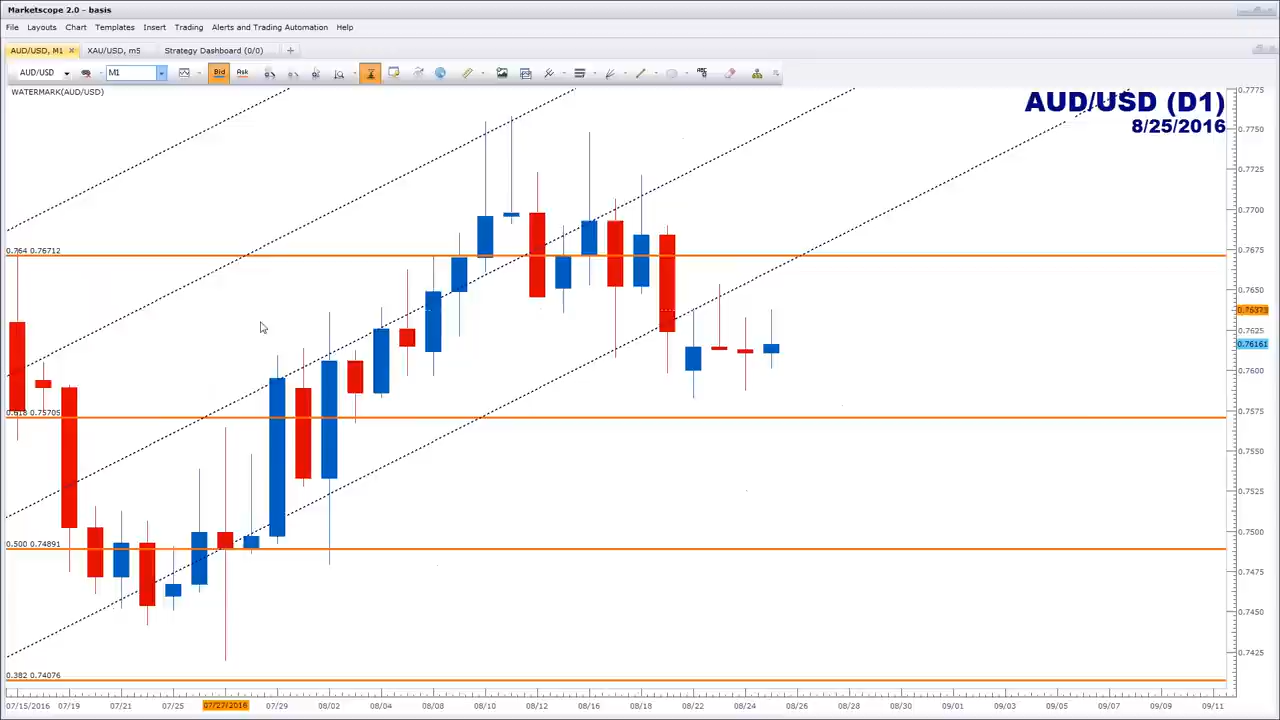 Marketscope 2.0 - basis
File Layouts Chart Templates Insert Trading Alerts and Trading Automation Help
AUD/USD, M1 XAU/USD, m5 Strategy Dashboard (0/0)
AUD/USD M1 Bid Ask
WATERMARK(AUD/USD)
AUD/USD (D1)
8/25/2016
0.7775
0.7750
0.7725
0.7700
0.764 0.76712
0.7675
0.7650
0.76373
0.76161
0.7600
0.618 0.75705
0.7575
0.7550
0.7525
0.500 0.74891
0.7475
0.7450
0.7425
0.382 0.74076
07/15/2016 07/19 07/21 07/25 07/27/2016 07/29 08/02 08/04 08/08 08/10 08/12 08/16 08/18 08/22 08/24 08/26 08/28 08/30 09/01 09/03 09/05 09/07 09/09 09/11